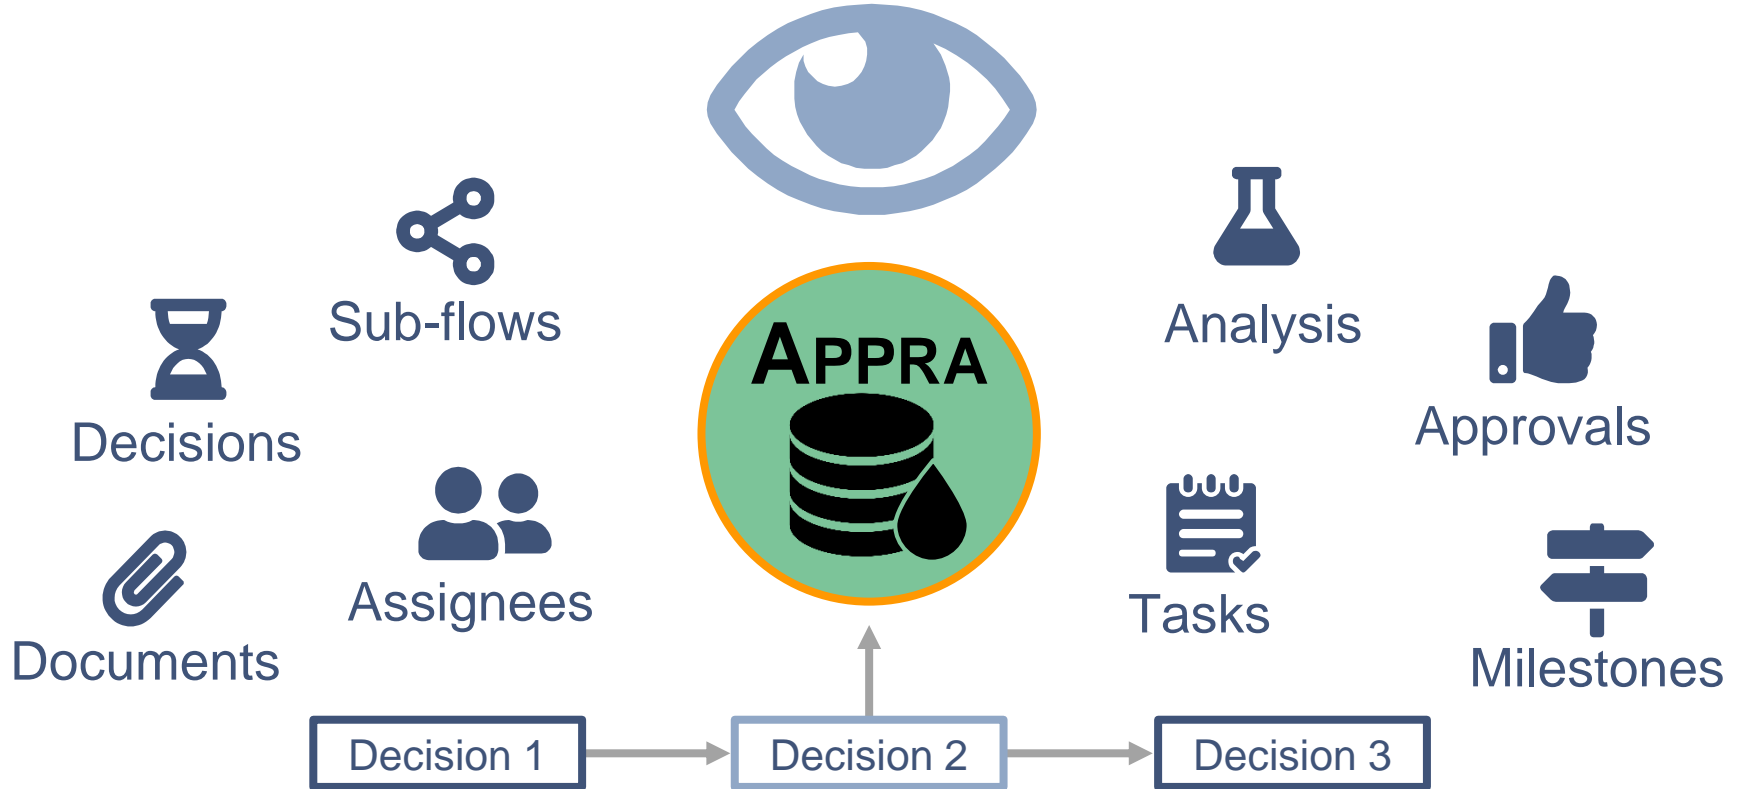 Sub-flows
Analysis
APPRA
Decisions
Approvals
Assignees
Tasks
Documents
Milestones
Decision 1
Decision 2
Decision 3